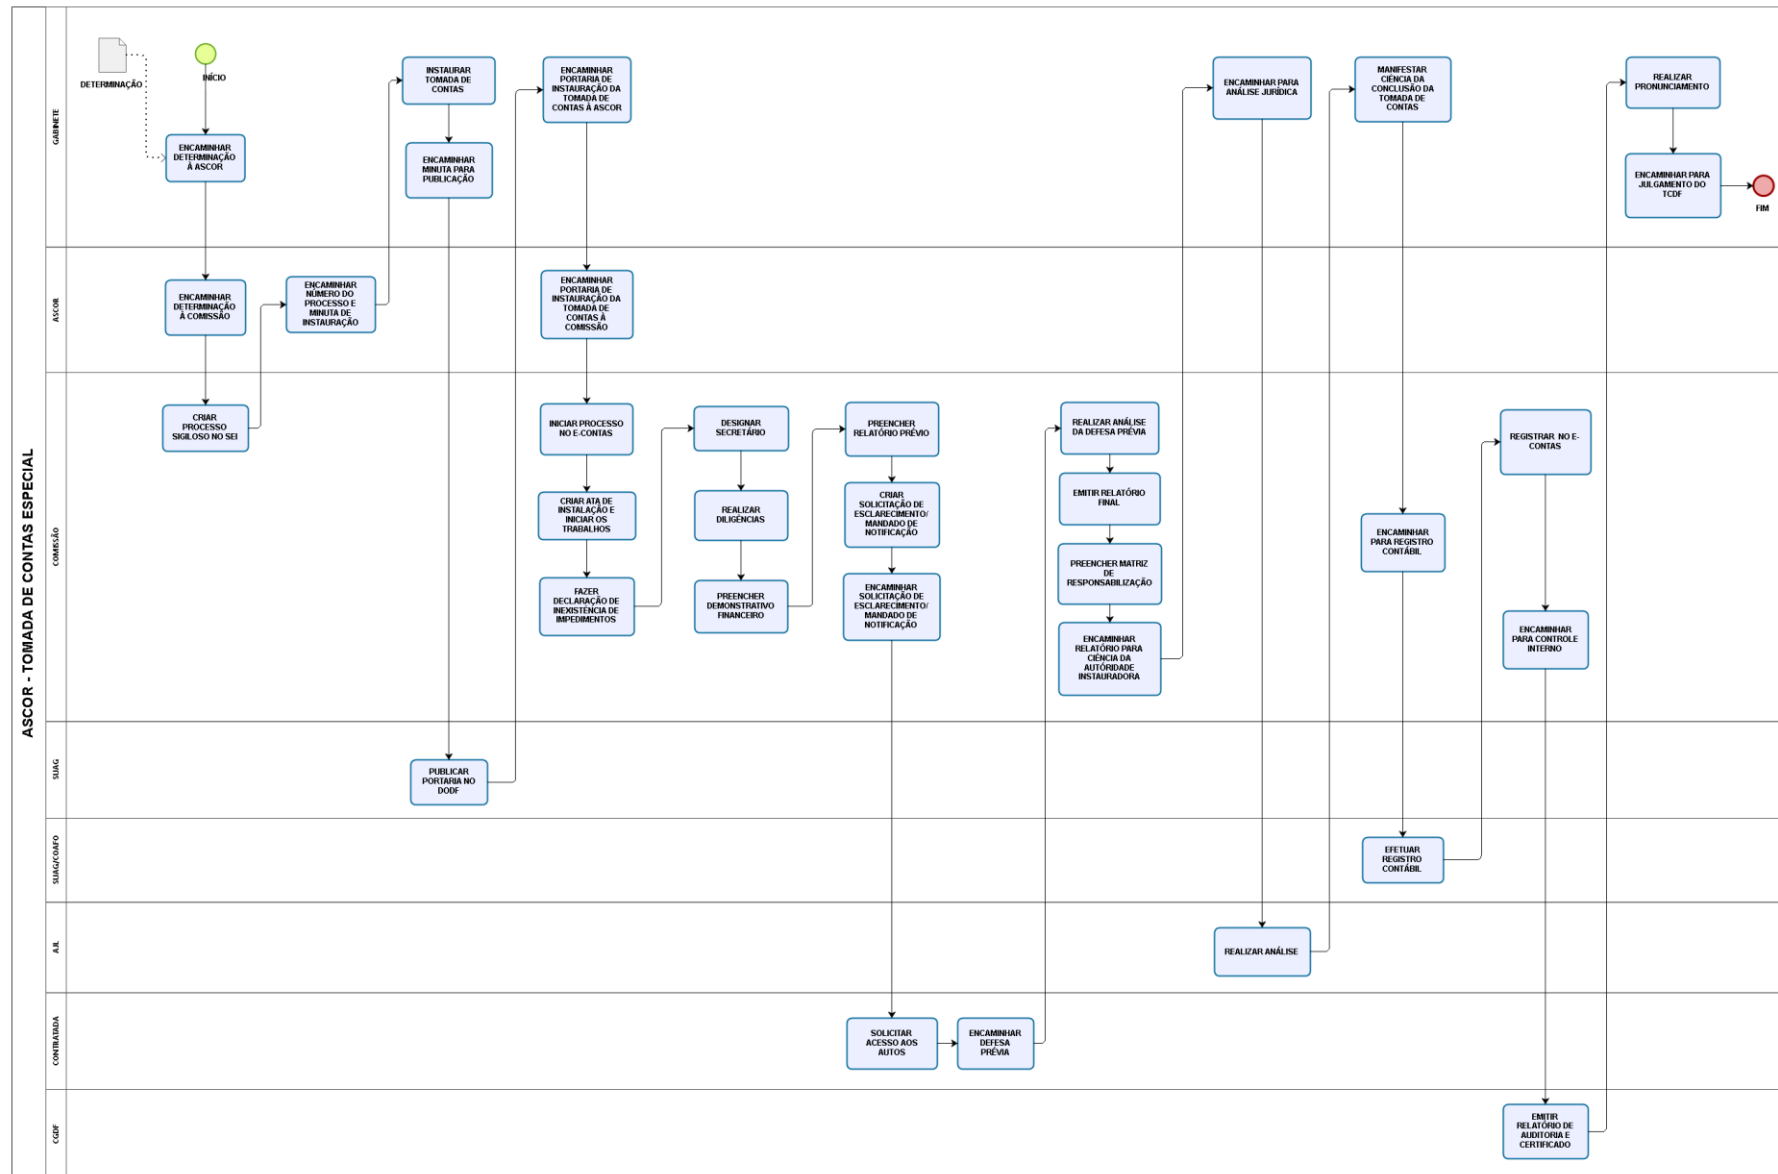 ASCOR - TOMADA DE CONTAS ESPECIAL
GABINETE
DETERMINAÇÃO
INÍCIO
ENCAMINHAR
DETERMINAÇÃO
À ASCOR
INSTAURAR
TOMADA DE
CONTAS
ENCAMINHAR
MINUTA PARA
PUBLICAÇÃO
ENCAMINHAR
PORTARIA DE
INSTAURAÇÃO DA
TOMADA DE
CONTAS À ASCOR
ENCAMINHAR PARA
ANÁLISE JURÍDICA
MANIFESTAR
CIÊNCIA DA
CONCLUSÃO DA
TOMADA DE
CONTAS
REALIZAR
PRONUNCIAMENTO
ENCAMINHAR PARA
JULGAMENTO DO
TCDF
FIM
ASCOR
ENCAMINHAR
DETERMINAÇÃO
À COMISSÃO
ENCAMINHAR
NÚMERO DO
PROCESSO E
MINUTA DE
INSTAURAÇÃO
ENCAMINHAR
PORTARIA DE
INSTAURAÇÃO DA
TOMADA DE
CONTAS À
COMISSÃO
COMISSÃO
CRIAR
PROCESSO
SIGILOSO NO SEI
INICIAR PROCESSO
NO E-CONTAS
CRIAR ATA DE
INSTALAÇÃO E
INICIAR OS
TRABALHOS
FAZER
DECLARAÇÃO DE
INEXISTÊNCIA DE
IMPEDIMENTOS
DESIGNAR
SECRETÁRIO
REALIZAR
DILIGÊNCIAS
PREENCHER
DEMONSTRATIVO
FINANCEIRO
PREENCHER
RELATÓRIO PRÉVIO
CRIAR
SOLICITAÇÃO DE
ESCLARECIMENTO/
MANDADO DE
NOTIFICAÇÃO
ENCAMINHAR
SOLICITAÇÃO DE
ESCLARECIMENTO/
MANDADO DE
NOTIFICAÇÃO
REALIZAR ANÁLISE
DA DEFESA PRÉVIA
EMITIR RELATÓRIO
FINAL
PREENCHER MATRIZ
DE
RESPONSABILIZAÇÃO
ENCAMINHAR
RELATÓRIO PARA
CIÊNCIA DA
AUTÓRIDADE
INSTAURADORA
ENCAMINHAR
PARA REGISTRO
CONTÁBIL
REGISTRAR NO E-
CONTAS
ENCAMINHAR
PARA CONTROLE
INTERNO
SUAG
PUBLICAR
PORTARIA NO
DODF
SUAG/COAFO
EFETUAR
REGISTRO
CONTÁBIL
AJL
REALIZAR ANÁLISE
CONTRATADA
SOLICITAR
ACESSO AOS
AUTOS
ENCAMINHAR
DEFESA
PRÉVIA
CGDF
EMITIR
RELATÓRIO DE
AUDITORIA E
CERTIFICADO